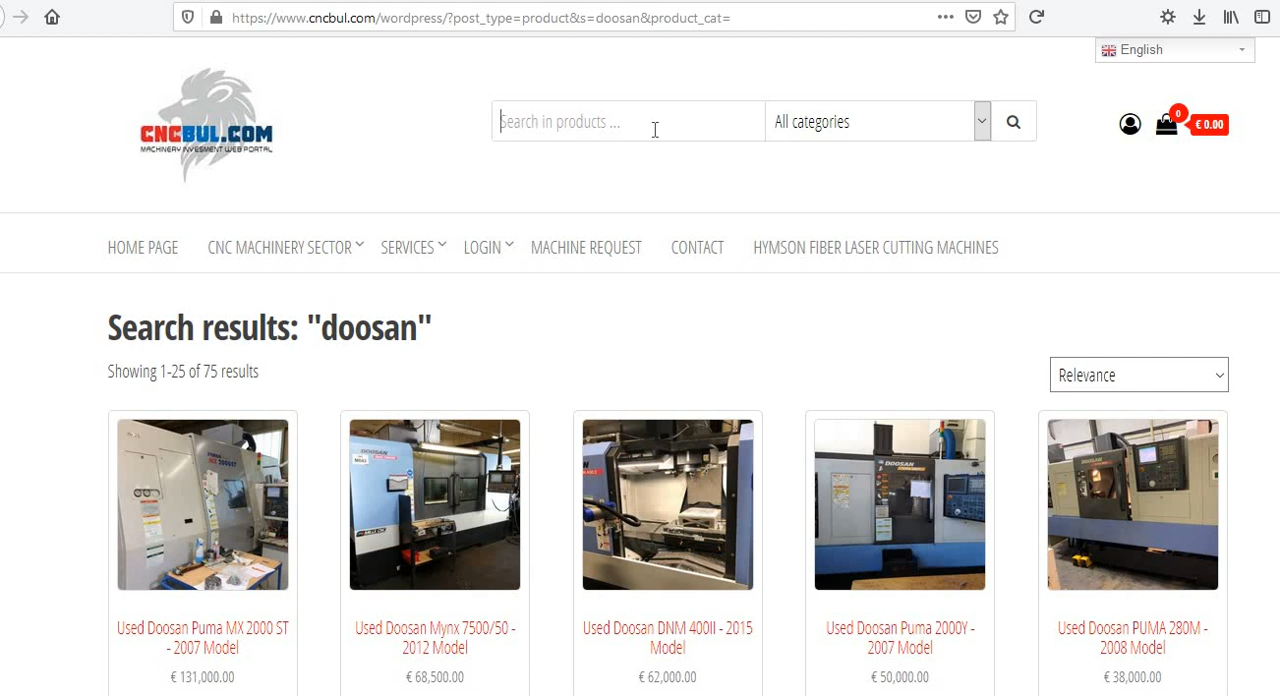 https://www.cncbul.com/wordpress/?post_type=product&s=doosan&product_cat=
English
CNCBUL.COM
MACHINERY INVESMENT WEB PORTAL
Search in products ...
All categories
0
€ 0.00
HOME PAGE
CNC MACHINERY SECTOR
SERVICES
LOGIN
MACHINE REQUEST
CONTACT
HYMSON FIBER LASER CUTTING MACHINES
Search results: "doosan"
Showing 1-25 of 75 results
Relevance
Used Doosan Puma MX 2000 ST
- 2007 Model
€ 131,000.00
Used Doosan Mynx 7500/50 -
2012 Model
€ 68,500.00
Used Doosan DNM 400II - 2015
Model
€ 62,000.00
Used Doosan Puma 2000Y -
2007 Model
€ 50,000.00
Used Doosan PUMA 280M -
2008 Model
€ 38,000.00